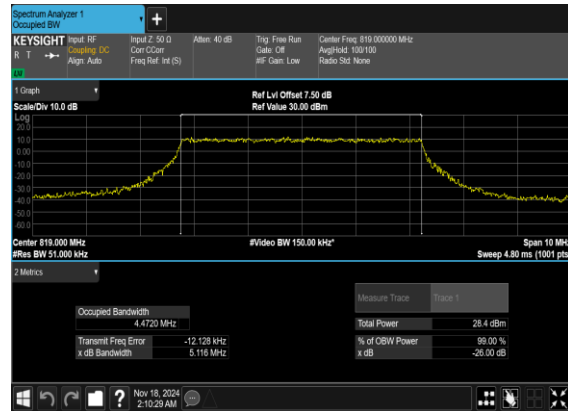 Spectrum Analyzer 1
Occupied BW
+
KEYSIGHT Input: RF Input Z: 50 Ω Atten: 40 dB Trig: Free Run Center Freq: 819.000000 MHz
R T Coupling: DC Corr CCorr Gate: Off Avg|Hold: 100/100
Align: Auto Freq Ref: Int (S) #IF Gain: Low Radio Std: None
LXI
1 Graph
Ref Lvl Offset 7.50 dB
Scale/Div 10.0 dB Ref Value 30.00 dBm
Log
20.0
10.0
0.00
-10.0
-20.0
-30.0
-40.0
-50.0
-60.0
Center 819.000 MHz #Video BW 150.00 kHz* Span 10 MHz
#Res BW 51.000 kHz Sweep 4.80 ms (1001 pts
2 Metrics
Measure Trace Trace 1
Occupied Bandwidth
4.4720 MHz
Total Power 28.4 dBm
Transmit Freq Error -12.128 kHz % of OBW Power 99.00 %
x dB Bandwidth 5.116 MHz x dB -26.00 dB
? Nov 18, 2024
2:10:29 AM